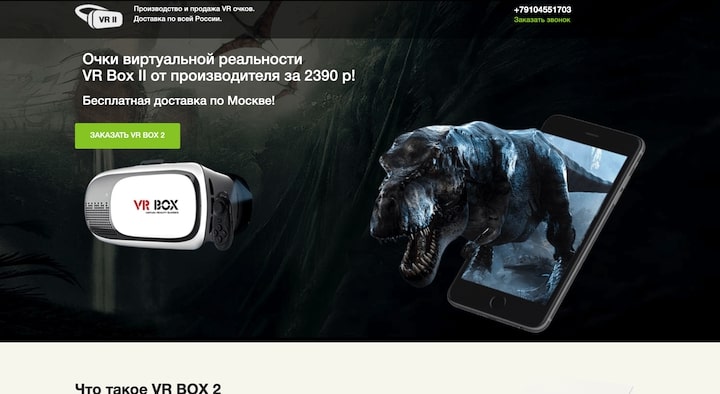 VR II
Производство и продажа VR очков.
Доставка по всей России.
+79104551703
Заказать звонок
Очки виртуальной реальности
VR Box II от производителя за 2390 р!
Бесплатная доставка по Москве!
ЗАКАЗАТЬ VR BOX 2
VR BOX
Что такое VR BOX 2